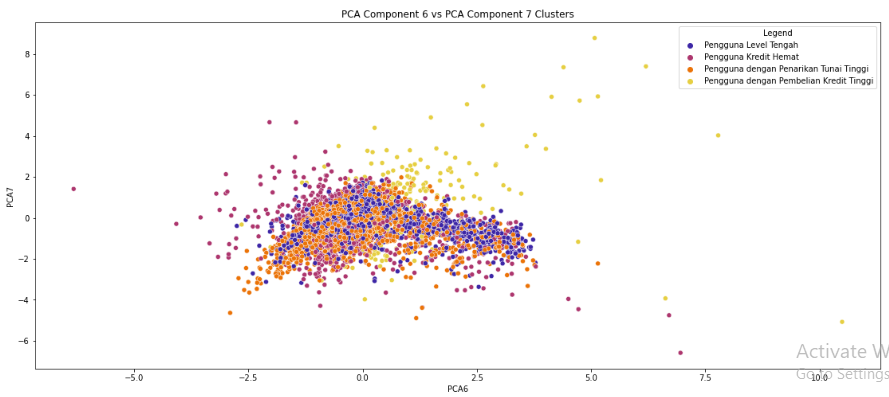 PCA Component 6 vs PCA Component 7 Clusters
Legend
Pengguna Level Tengah
Pengguna Kredit Hemat
Pengguna dengan Penarikan Tunai Tinggi
Pengguna dengan Pembelian Kredit Tinggi
8
6
4
2
0
−2
−4
−6
PCA7
−5.0
−2.5
0.0
2.5
5.0
7.5
10.0
PCA6
Activate W
Go to Settings